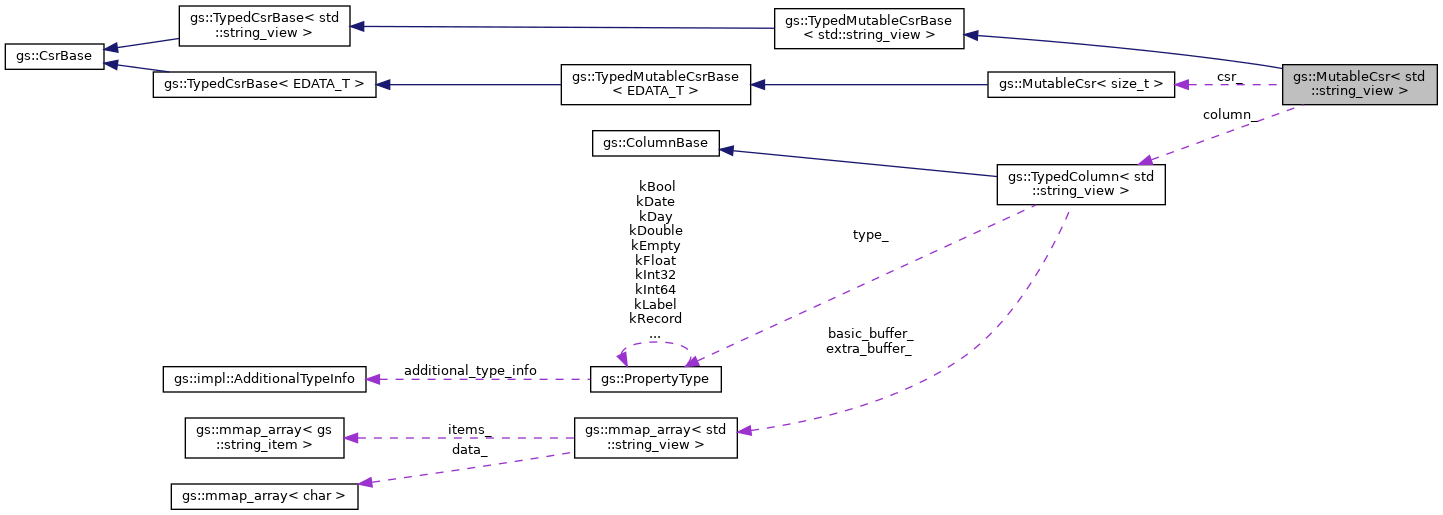 gs::TypedCsrBase< std
::string_view >
gs::TypedMutableCsrBase
< std::string_view >
gs::CsrBase
gs::TypedCsrBase< EDATA_T >
gs::TypedMutableCsrBase
< EDATA_T >
gs::MutableCsr< size_t >
csr_
gs::MutableCsr< std
::string_view >
column_
gs::ColumnBase
gs::TypedColumn< std
::string_view >
kBool
kDate
kDay
kDouble
kEmpty
kFloat
kInt32
kInt64
kLabel
kRecord
...
type_
basic_buffer_
extra_buffer_
gs::impl::AdditionalTypeInfo
additional_type_info
gs::PropertyType
gs::mmap_array< gs
::string_item >
items_
data_
gs::mmap_array< std
::string_view >
gs::mmap_array< char >